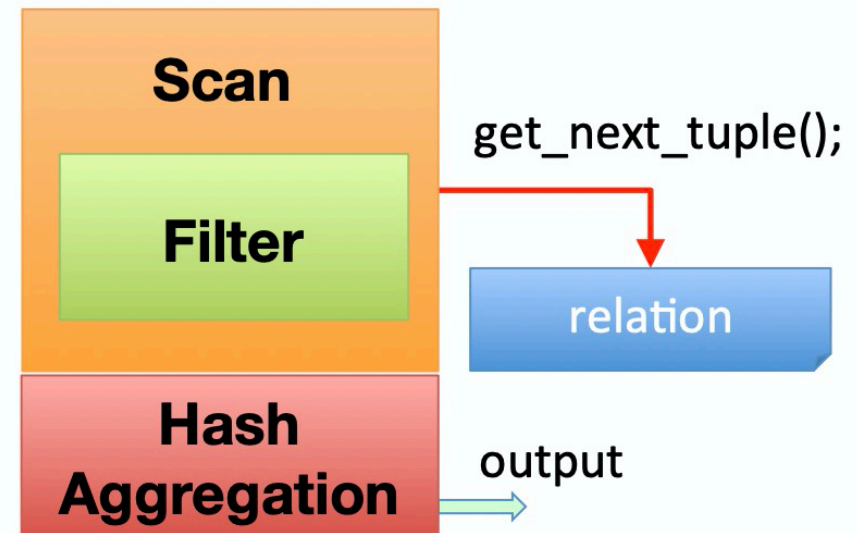 Scan
get_next_tuple();
Filter
relation
Hash
Aggregation
output